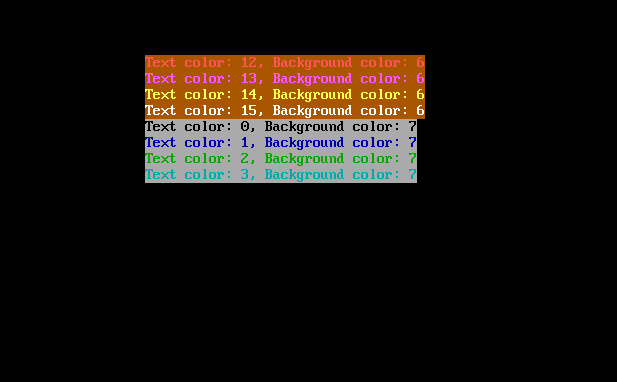 Text color: 12, Background color: 6
Text color: 13, Background color: 6
Text color: 14, Background color: 6
Text color: 15, Background color: 6
Text color: 0, Background color: 7
Text color: 1, Background color: 7
Text color: 2, Background color: 7
Text color: 3, Background color: 7